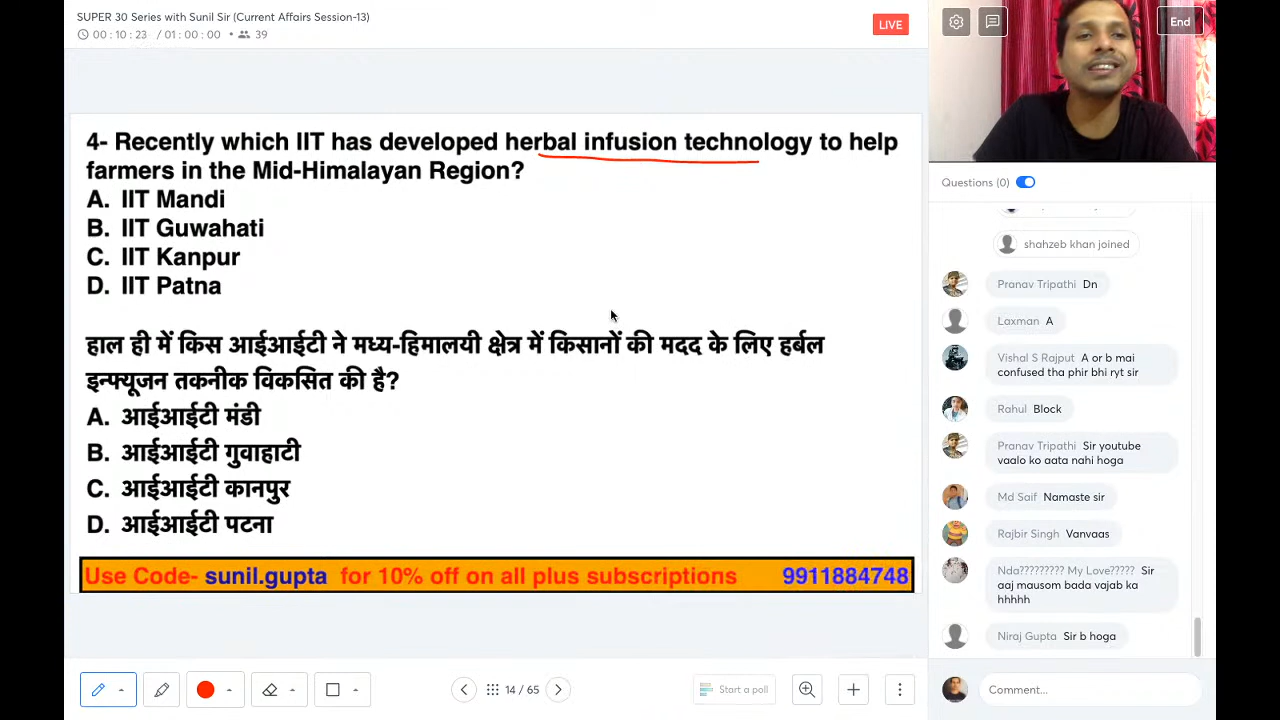 SUPER 30 Series with Sunil Sir (Current Affairs Session-13)
00 : 10 : 23 / 01 : 00 : 00 • 39
LIVE
End
4- Recently which IIT has developed herbal infusion technology to help
farmers in the Mid-Himalayan Region?
A. IIT Mandi
B. IIT Guwahati
C. IIT Kanpur
D. IIT Patna
हाल ही में किस आईआईटी ने मध्य-हिमालयी क्षेत्र में किसानों की मदद के लिए हर्बल
इन्फ्यूजन तकनीक विकसित की है?
A. आईआईटी मंडी
B. आईआईटी गुवाहाटी
C. आईआईटी कानपुर
D. आईआईटी पटना
Use Code- sunil.gupta for 10% off on all plus subscriptions 9911884748
14 / 65
Start a poll
Questions (0)
shahzeb khan joined
Pranav Tripathi Dn
Laxman A
Vishal S Rajput A or b mai
confused tha phir bhi ryt sir
Rahul Block
Pranav Tripathi Sir youtube
vaalo ko aata nahi hoga
Md Saif Namaste sir
Rajbir Singh Vanvaas
Nda????????? My Love????? Sir
aaj mausom bada vajab ka
hhhhh
Niraj Gupta Sir b hoga
Comment...